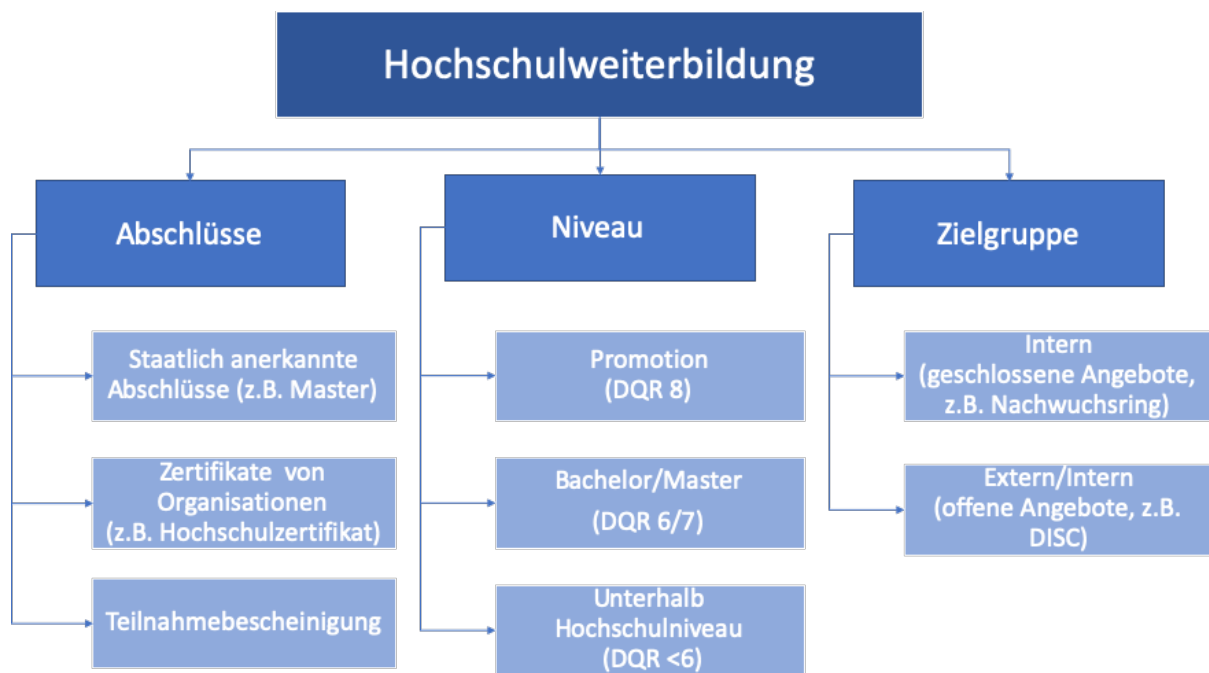 Hochschulweiterbildung
Abschlüsse
Staatlich anerkannte
Abschlüsse (z.B. Master)
Zertifikate von
Organisationen
(z.B. Hochschulzertifikat)
Teilnahmebescheinigung
Niveau
Promotion
(DQR 8)
Bachelor/Master
(DQR 6/7)
Unterhalb
Hochschulniveau
(DQR <6)
Zielgruppe
Intern
(geschlossene Angebote,
z.B. Nachwuchsring)
Extern/Intern
(offene Angebote, z.B.
DISC)